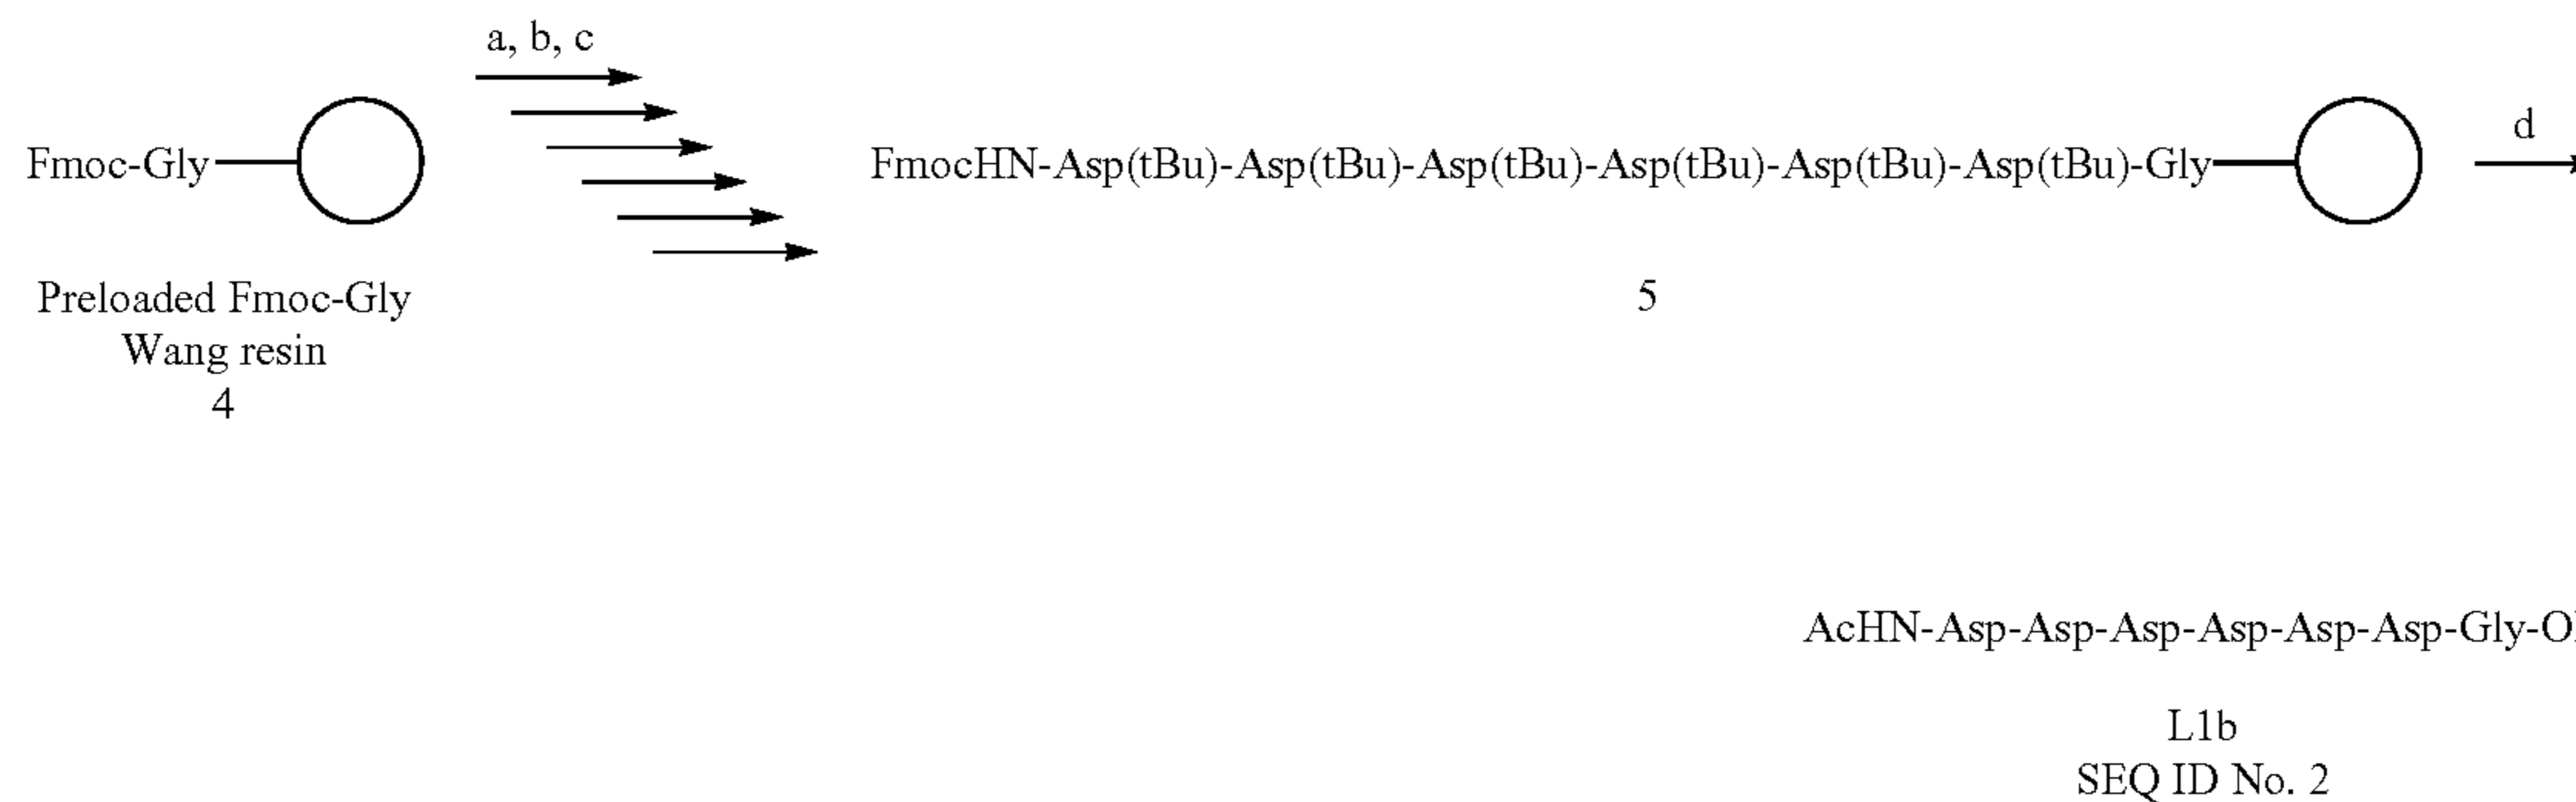 a, b, c
Fmoc-Gly
FmocHN-Asp(tBu)-Asp(tBu)-Asp(tBu)-Asp(tBu)-Asp(tBu)-Asp(tBu)-Gly
d
Preloaded Fmoc-Gly
Wang resin
4
5
AcHN-Asp-Asp-Asp-Asp-Asp-Asp-Gly-O
L1b
SEQ ID No. 2